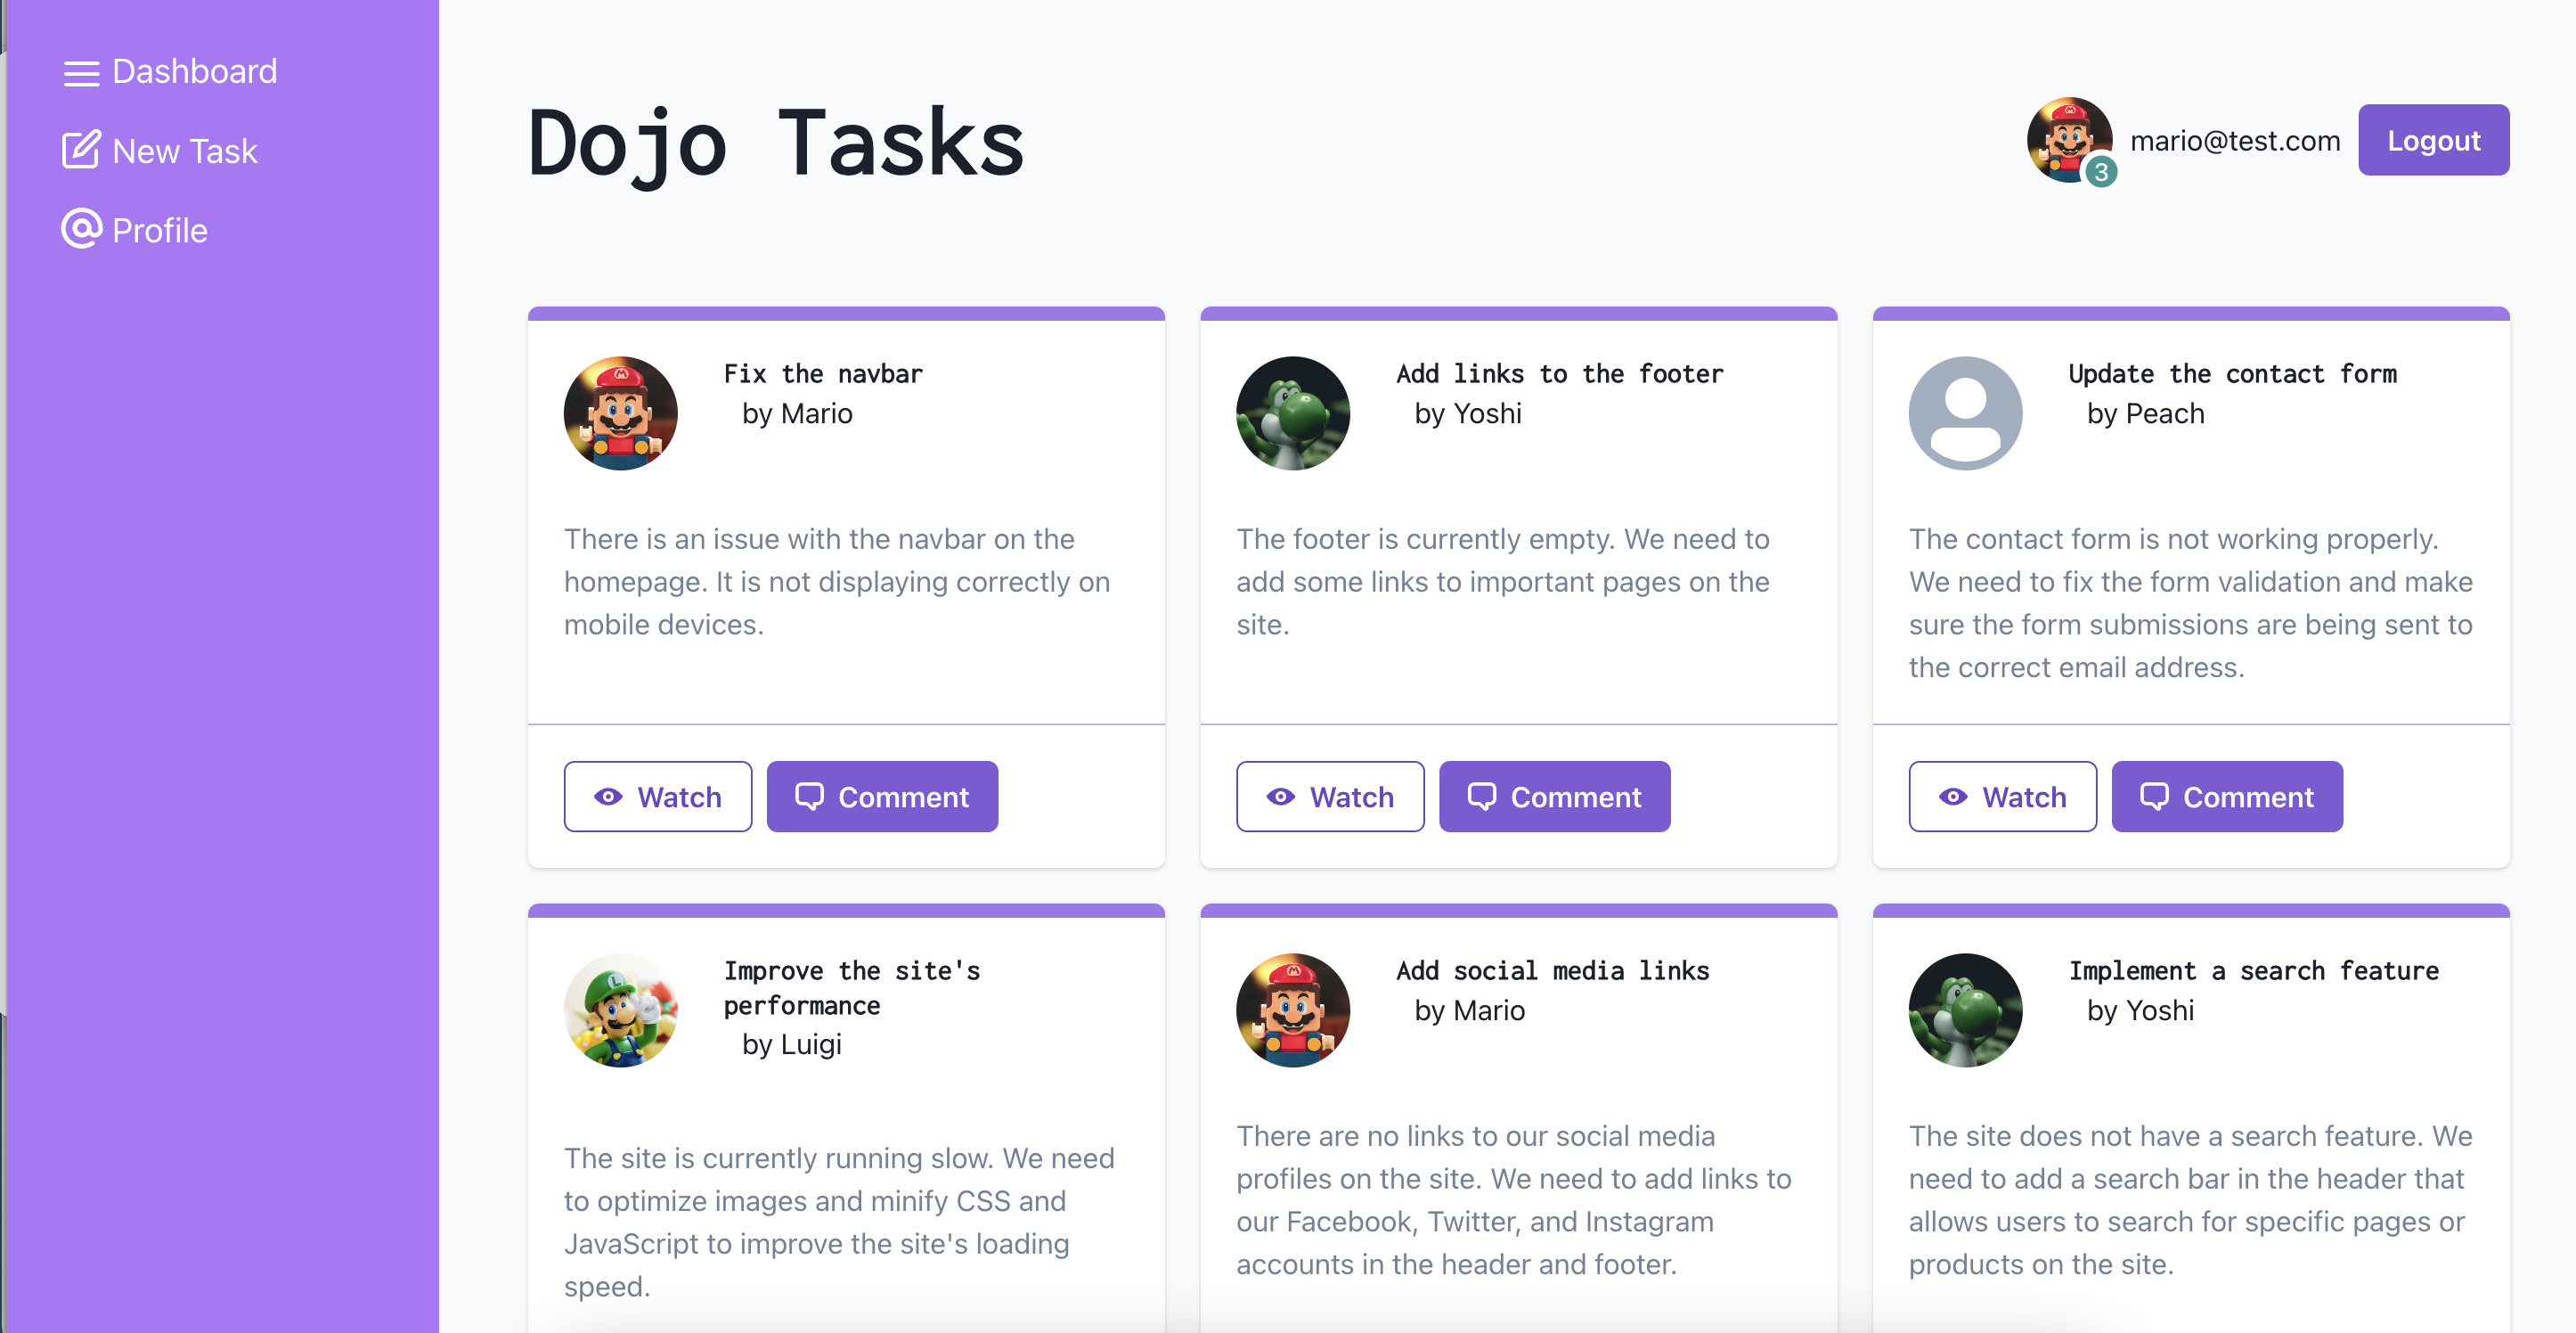 Dashboard
New Task
Profile
Dojo Tasks
3
mario@test.com
Logout
Fix the navbar
by Mario
There is an issue with the navbar on the
homepage. It is not displaying correctly on
mobile devices.
Watch
Comment
Add links to the footer
by Yoshi
The footer is currently empty. We need to
add some links to important pages on the
site.
Watch
Comment
Update the contact form
by Peach
The contact form is not working properly.
We need to fix the form validation and make
sure the form submissions are being sent to
the correct email address.
Watch
Comment
Improve the site's
performance
by Luigi
The site is currently running slow. We need
to optimize images and minify CSS and
JavaScript to improve the site's loading
speed.
Add social media links
by Mario
There are no links to our social media
profiles on the site. We need to add links to
our Facebook, Twitter, and Instagram
accounts in the header and footer.
Implement a search feature
by Yoshi
The site does not have a search feature. We
need to add a search bar in the header that
allows users to search for specific pages or
products on the site.